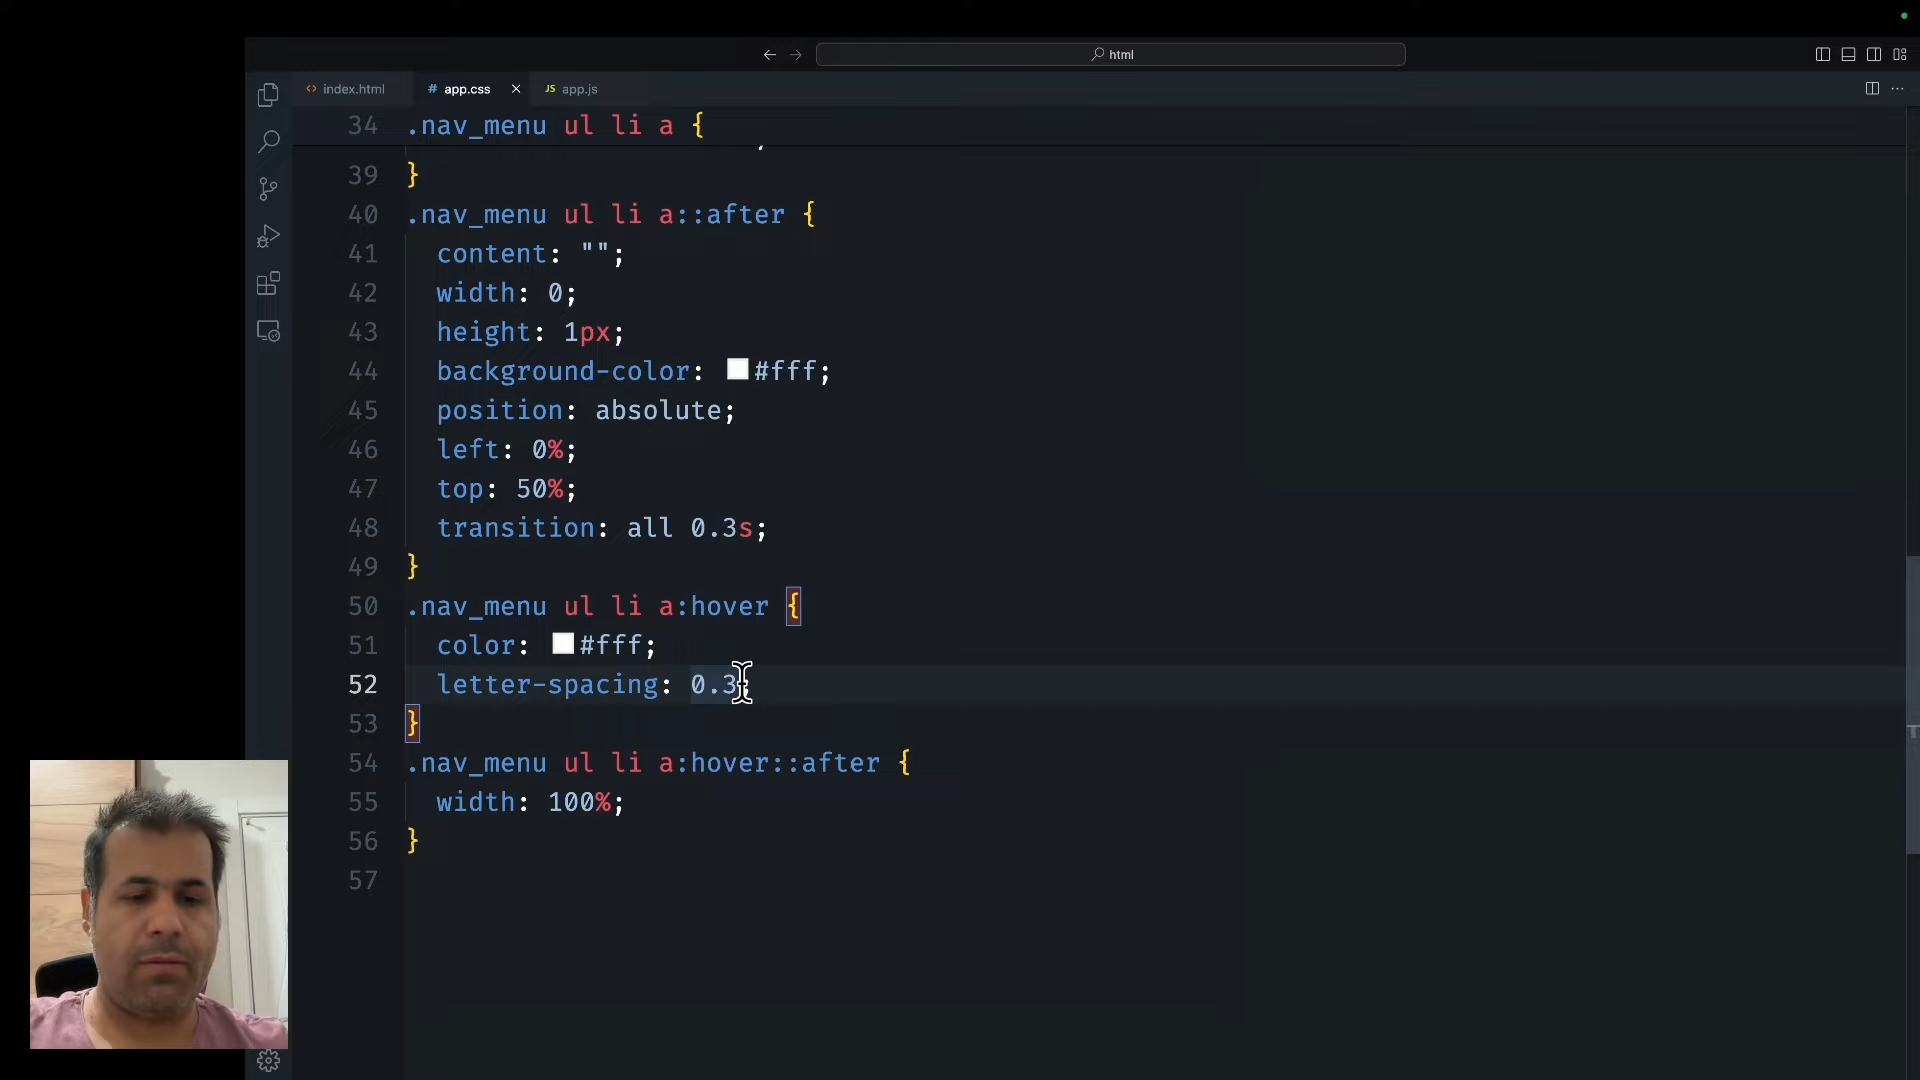 html
index.html
# app.css
JS app.js
34 .nav_menu ul li a {
39 }
40 .nav_menu ul li a::after {
41 content: "";
42 width: 0;
43 height: 1px;
44 background-color: #fff;
45 position: absolute;
46 left: 0%;
47 top: 50%;
48 transition: all 0.3s;
49 }
50 .nav_menu ul li a:hover {
51 color: #fff;
52 letter-spacing: 0.3;
53 }
54 .nav_menu ul li a:hover::after {
55 width: 100%;
56 }
57